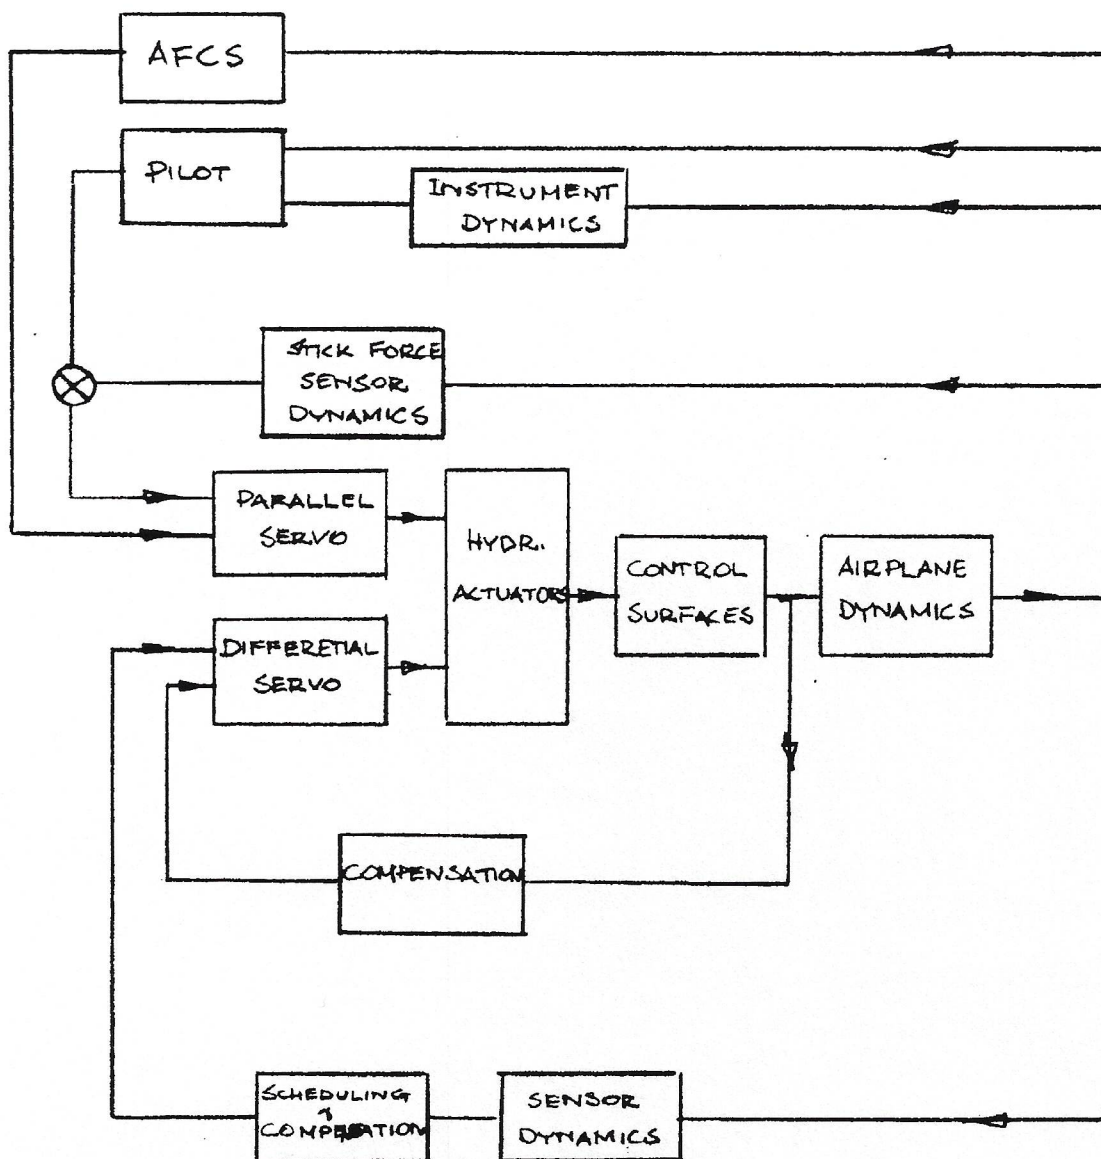 AFCS
PILOT
INSTRUMENT
DYNAMICS
STICK FORCE
SENSOR
DYNAMICS
PARALLEL
SERVO
HYDR.
ACTUATORS
CONTROL
SURFACES
AIRPLANE
DYNAMICS
DIFFERETIAL
SERVO
COMPENSATION
SCHEDULING
&
SENSOR
DYNAMICS